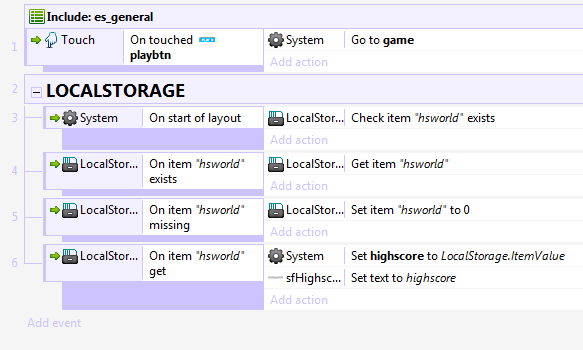 Include: es_general
1 Touch On touched playbtn System Go to game
Add action
2 LOCALSTORAGE
3 System On start of layout LocalStor... Check item "hsworld" exists
Add action
4 LocalStor... On item "hsworld" exists LocalStor... Get item "hsworld"
Add action
5 LocalStor... On item "hsworld" missing LocalStor... Set item "hsworld" to 0
Add action
6 LocalStor... On item "hsworld" get System Set highscore to LocalStorage.ItemValue
sfHighsc... Set text to highscore
Add action
Add event